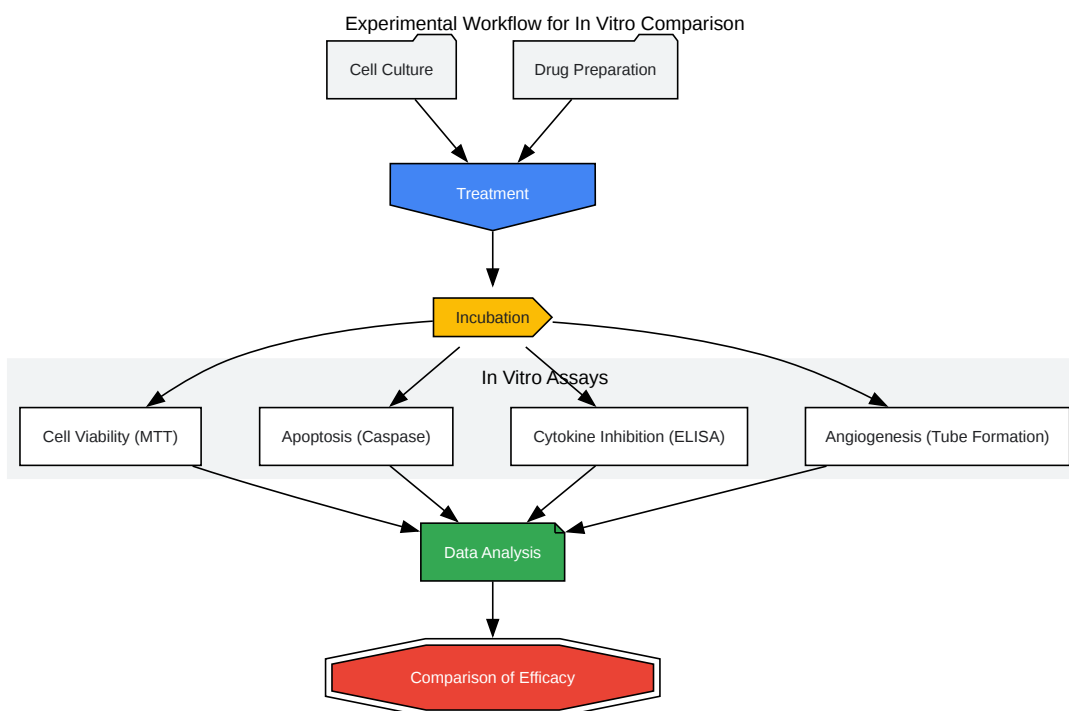 Experimental Workflow for In Vitro Comparison
Cell Culture
Drug Preparation
Treatment
Incubation
In Vitro Assays
Cell Viability (MTT)
Apoptosis (Caspase)
Cytokine Inhibition (ELISA)
Angiogenesis (Tube Formation)
Data Analysis
Comparison of Efficacy